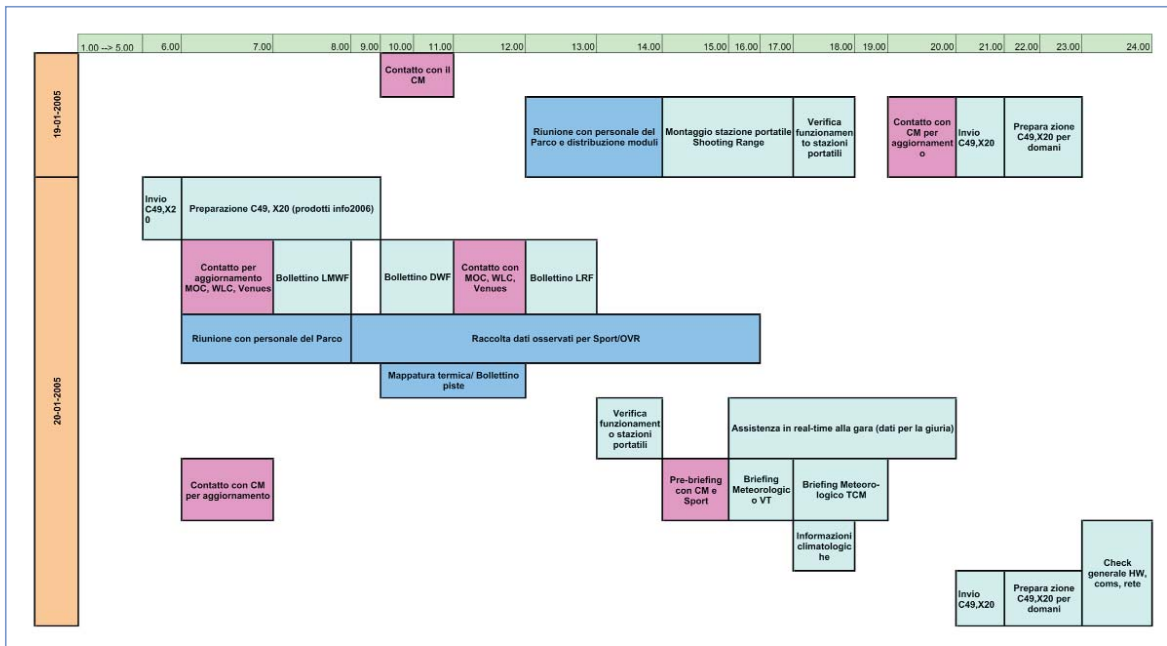 1.00 --> 5.00 6.00 7.00 8.00 9.00 10.00 11.00 12.00 13.00 14.00 15.00 16.00 17.00 18.00 19.00 20.00 21.00 22.00 23.00 24.00
19-01-2005
Contatto con il
CM
Riunione con personale del
Parco e distribuzione moduli
Montaggio stazione portatile
Shooting Range
Verifica
funzionamen
to stazioni
portatili
Contatto con
CM per
aggiornament
o
Invio
C49,X20
Prepara zione
C49,X20 per
domani
20-01-2005
Invio
C49,X2
0
Preparazione C49, X20 (prodotti info2006)
Contatto per
aggiornamento
MOC, WLC, Venues
Bollettino LMWF
Bollettino DWF
Contatto con
MOC, WLC,
Venues
Bollettino LRF
Riunione con personale del Parco
Raccolta dati osservati per Sport/OVR
Mappatura termica/ Bollettino
piste
Verifica
funzionament
o stazioni
portatili
Assistenza in real-time alla gara (dati per la giuria)
Contatto con CM
per aggiornamento
Pre-briefing
con CM e
Sport
Briefing
Meteorologic
o VT
Briefing Meteoro-
logico TCM
Informazioni
climatologic
he
Check
generale HW,
coms, rete
Invio
C49,X20
Prepara zione
C49,X20 per
domani